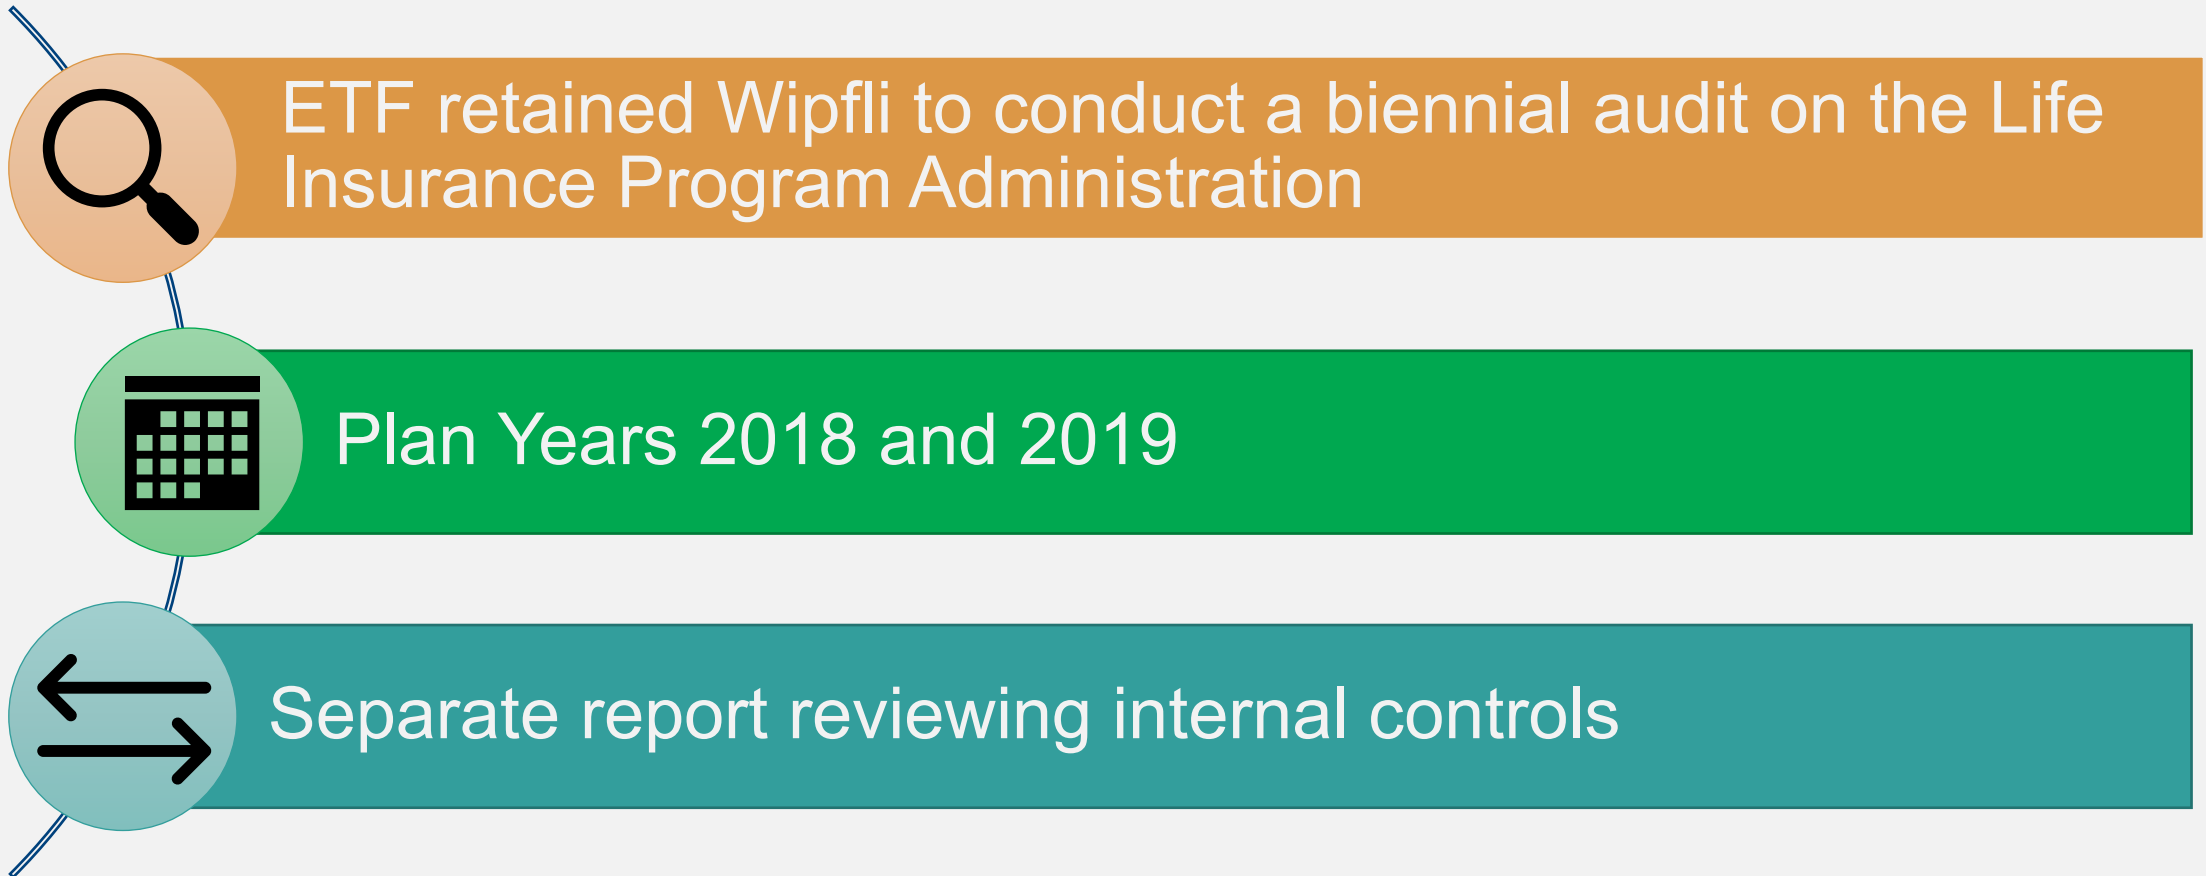 ETF retained Wipfli to conduct a biennial audit on the Life
Insurance Program Administration
Plan Years 2018 and 2019
Separate report reviewing internal controls